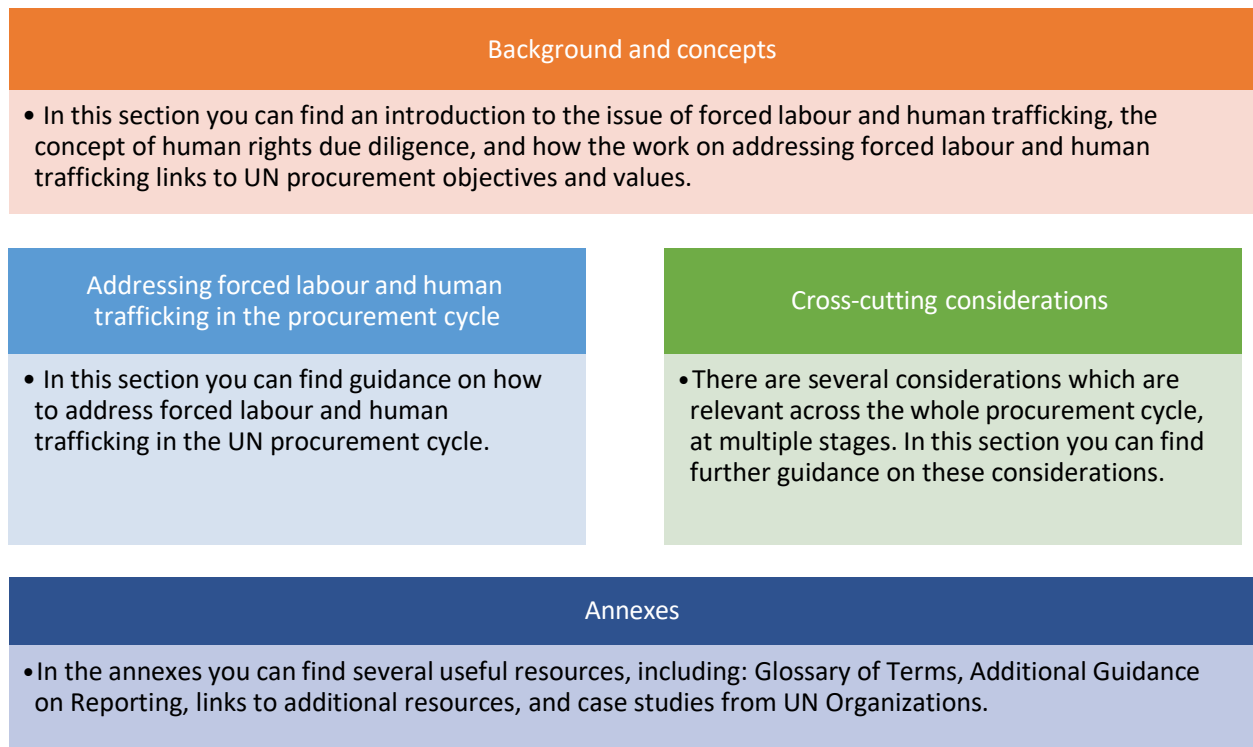 Background and concepts
• In this section you can find an introduction to the issue of forced labour and human trafficking, the
concept of human rights due diligence, and how the work on addressing forced labour and human
trafficking links to UN procurement objectives and values.
Addressing forced labour and human
trafficking in the procurement cycle
• In this section you can find guidance on how
to address forced labour and human
trafficking in the UN procurement cycle.
Cross-cutting considerations
•There are several considerations which are
relevant across the whole procurement cycle,
at multiple stages. In this section you can find
further guidance on these considerations.
Annexes
•In the annexes you can find several useful resources, including: Glossary of Terms, Additional Guidance
on Reporting, links to additional resources, and case studies from UN Organizations.